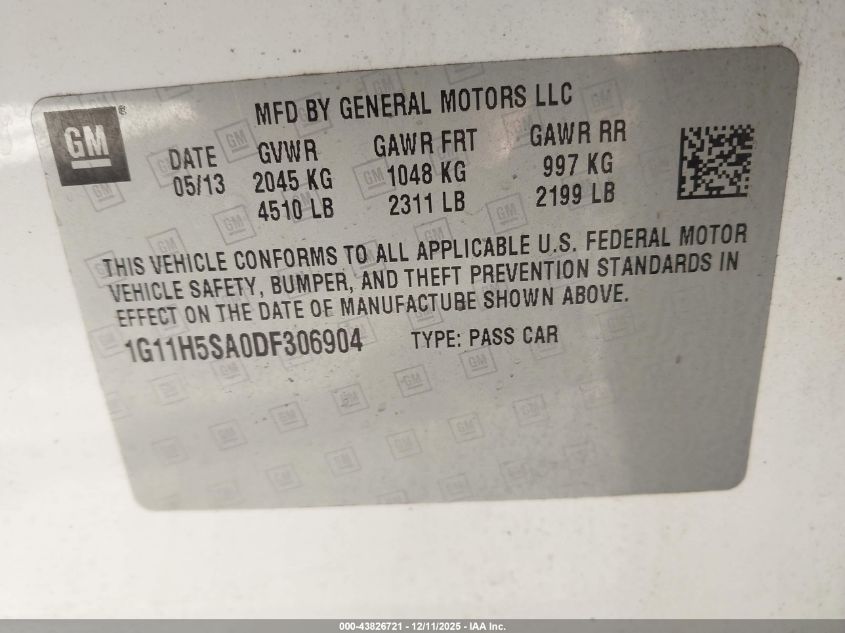 MFD BY GENERAL MOTORS LLC
GM ®
DATE GVWR GAWR FRT GAWR RR
05/13 2045 KG 1048 KG 997 KG
4510 LB 2311 LB 2199 LB
THIS VEHICLE CONFORMS TO ALL APPLICABLE U.S. FEDERAL MOTOR
VEHICLE SAFETY, BUMPER, AND THEFT PREVENTION STANDARDS IN
EFFECT ON THE DATE OF MANUFACTURE SHOWN ABOVE.
1G11H5SA0DF306904 TYPE: PASS CAR
000-43826721 - 12/11/2025 - IAA Inc.